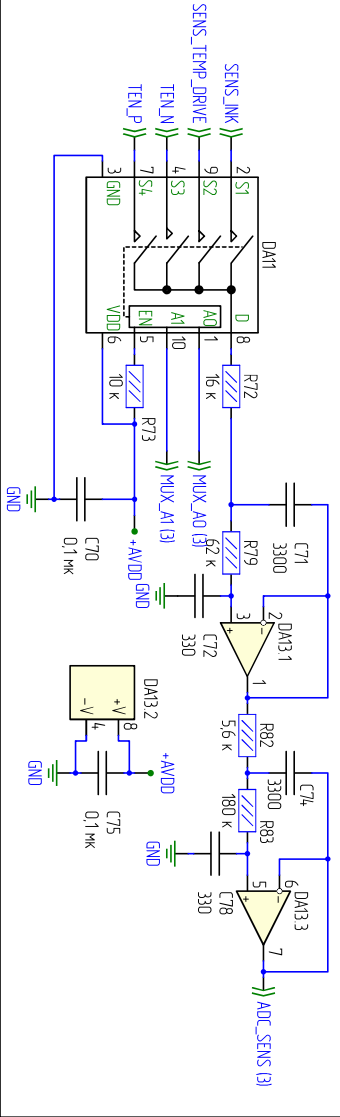 SENS_INK
SENS_TEMP_DRIVE
TEN_N
TEN_P
2
9
4
7
3
S1
S2
S3
S4
GND
DA11
D
A0
A1
EN
VDD
8
1
10
5
6
R72
16 к
R73
10 к
MUX_A0 (3)
MUX_A1 (3)
+AVDD
C70
0,1 мк
GND
C71
3300
R79
62 к
C72
330
GND
DA13.1
2
3
–
+
1
R82
5,6 к
C74
3300
R83
180 к
C78
330
GND
DA13.3
6
5
–
+
7
ADC_SENS (3)
DA13.2
+V
-V
8
4
+AVDD
C75
0,1 мк
GND